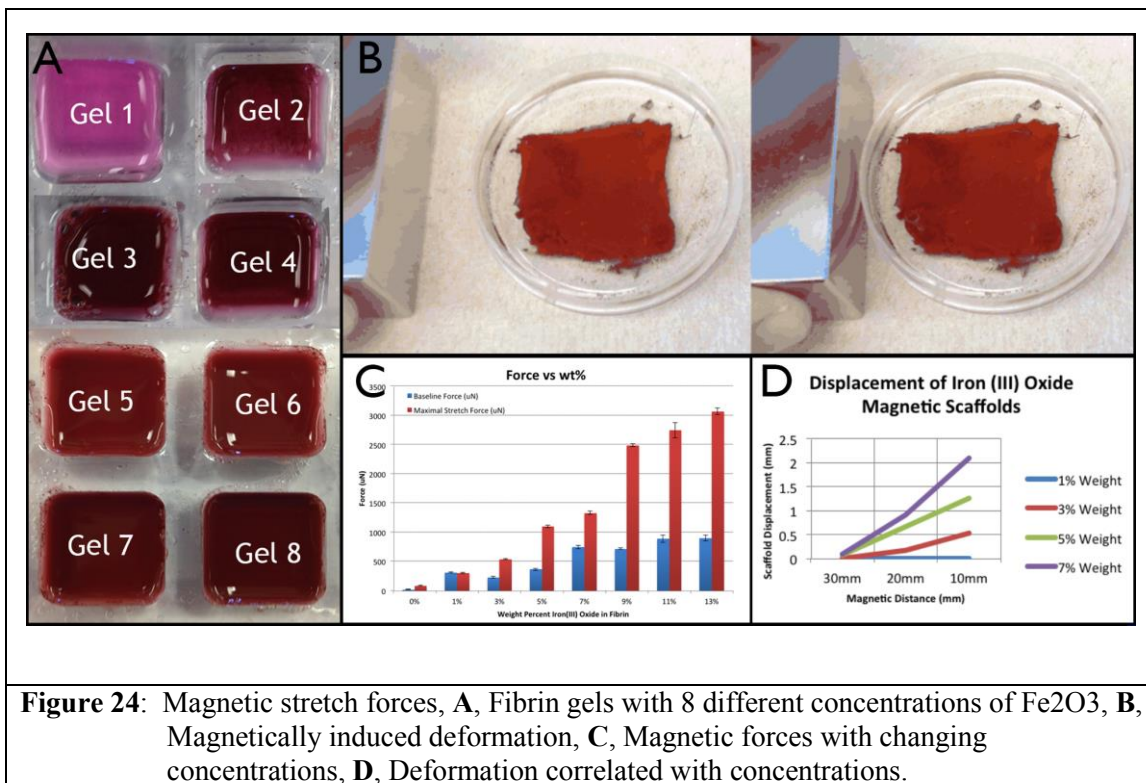 A
Gel 1
Gel 2
Gel 3
Gel 4
Gel 5
Gel 6
Gel 7
Gel 8
B
C
Force vs wt%
Baseline Force (uN)
Maximal Stretch Force (uN)
3500
3000
2500
2000
1500
1000
500
0
Force (uN)
0% 1% 3% 5% 7% 9% 11% 13%
Weight Percent Iron(III) Oxide in Fibrin
D
Displacement of Iron (III) Oxide
Magnetic Scaffolds
Scaffold Displacement (mm)
2.5
2
1.5
1
0.5
0
30mm 20mm 10mm
Magnetic Distance (mm)
1% Weight
3% Weight
5% Weight
7% Weight
Figure 24: Magnetic stretch forces, A, Fibrin gels with 8 different concentrations of Fe2O3, B,
Magnetically induced deformation, C, Magnetic forces with changing
concentrations, D, Deformation correlated with concentrations.